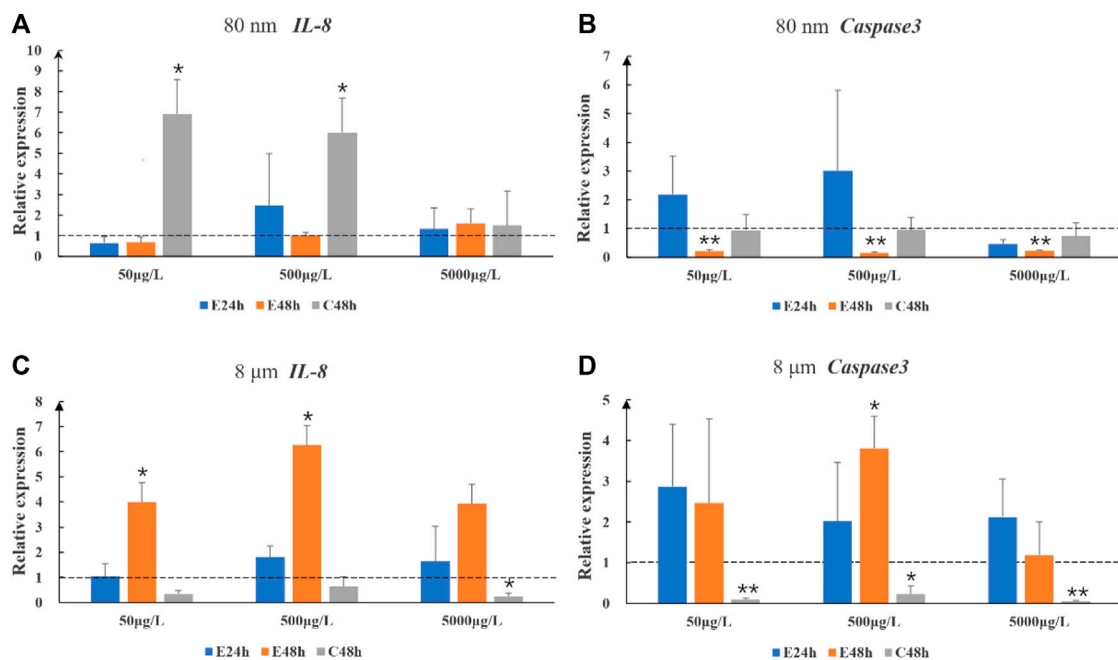 A
80 nm IL-8
Relative expression
10
9
8
7
6
5
4
3
2
1
0
*
*
50µg/L 500µg/L 5000µg/L
E24h E48h C48h
B
80 nm Caspase3
Relative expression
7
6
5
4
3
2
1
0
** ** **
50µg/L 500µg/L 5000µg/L
E24h E48h C48h
C
8 µm IL-8
Relative expression
8
7
6
5
4
3
2
1
0
*
*
*
50µg/L 500µg/L 5000µg/L
E24h E48h C48h
D
8 µm Caspase3
Relative expression
5
4
3
2
1
0
*
** * **
50µg/L 500µg/L 5000µg/L
E24h E48h C48h